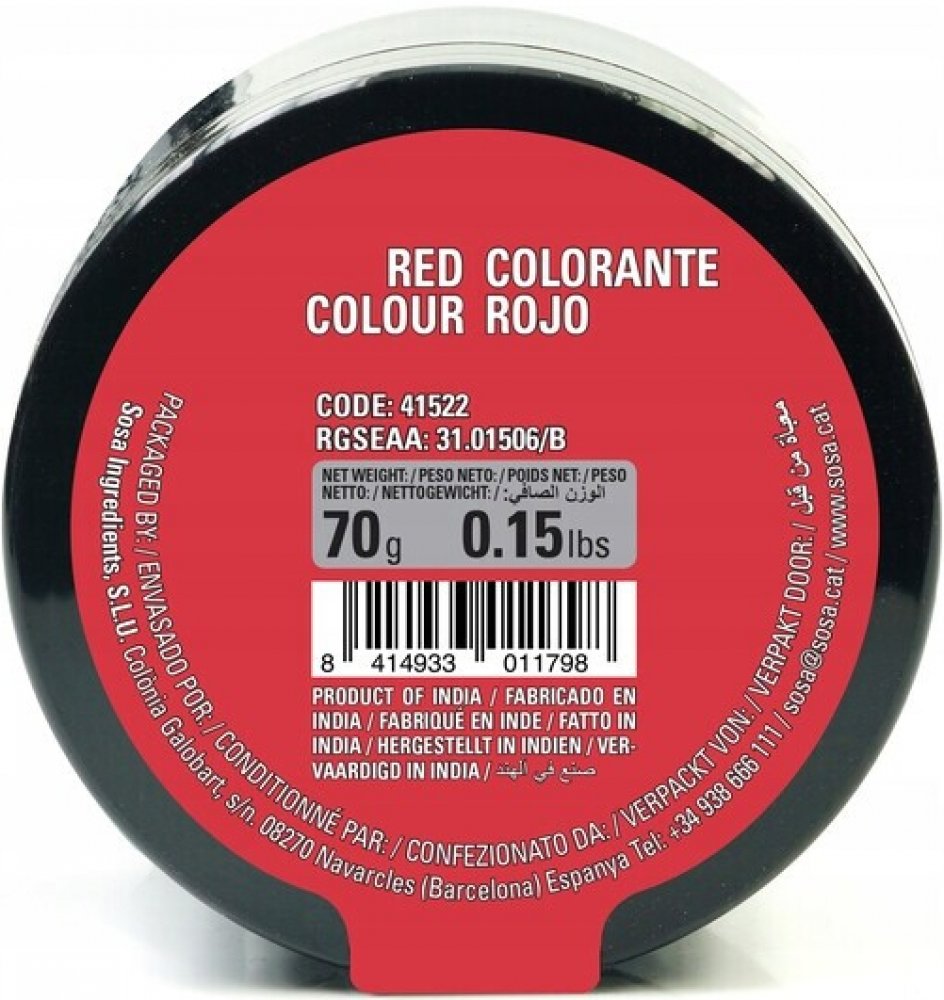 RED COLORANTE
COLOUR ROJO
CODE: 41522
RGSEAA: 31.01506/B
NET WEIGHT: / PESO NETO: / POIDS NET: / PESO
NETTO: / NETTOGEWICHT: / الوزن الصافي:
70 g 0.15 lbs
8 414933 011798
PRODUCT OF INDIA / FABRICADO EN
INDIA / FABRIQUÉ EN INDE / FATTO IN
INDIA / HERGESTELLT IN INDIEN / VER-
VAARDIGD IN INDIA / صنع في الهند
PACKAGED BY: / ENVASADO POR: / CONDITIONNÉ PAR: / CONFEZIONATO DA: / VERPACKT VON: / VERPAKT DOOR: / معبأة من قبل
Sosa Ingredients, S.L.U. Colònia Galobart, s/n. 08270 Navarcles (Barcelona) Espanya Tel: +34 938 666 111 / sosa@sosa.cat / www.sosa.cat